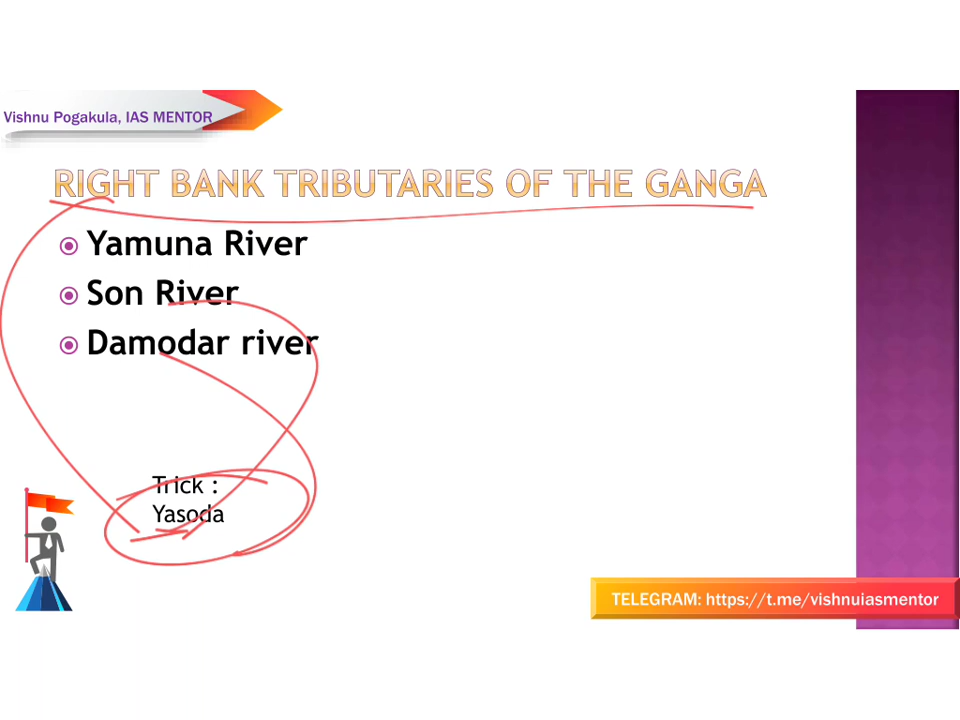 Vishnu Pogakula, IAS MENTOR
RIGHT BANK TRIBUTARIES OF THE GANGA
Yamuna River
Son River
Damodar river
Trick :
Yasoda
TELEGRAM: https://t.me/vishnuiasmentor